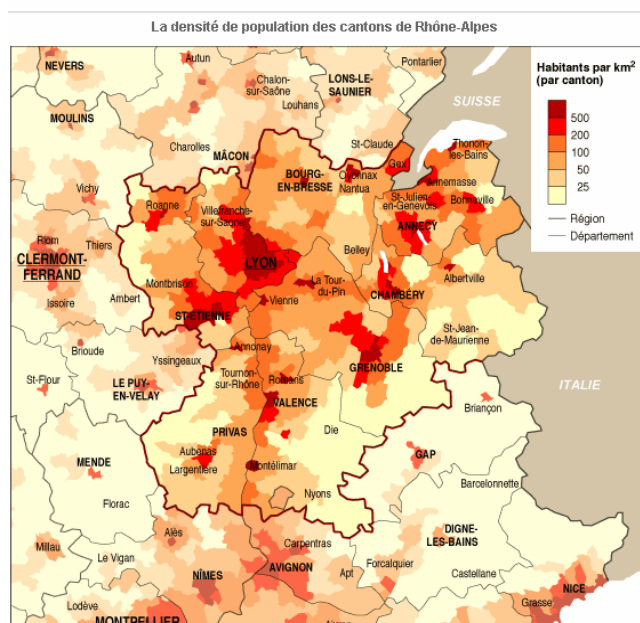 La densité de population des cantons de Rhône-Alpes
NEVERS
Autun
Pontarlier
Chalon-
sur-Saône
LONS-LE-
SAUNIER
Louhans
MOULINS
SUISSE
Charolles
St-Claude
MÂCON
Thonon-
les-Bains
Vichy
BOURG-
EN-BRESSE
Oyonnax
Nantua
Gex
Annemasse
Roanne
Villefranche-
sur-Saône
St-Julien-
en-Genevois
Bonneville
ANNECY
Riom
Thiers
CLERMONT-
FERRAND
LYON
Belley
Albertville
Montbrison
La Tour-
du-Pin
Ambert
Issoire
Vienne
CHAMBÉRY
ST-ETIENNE
St-Jean-
de-Maurienne
Brioude
Yssingeaux
Annonay
St-Flour
LE PUY-
EN-VELAY
Tournon-
sur-Rhône
Romans
GRENOBLE
ITALIE
VALENCE
Briançon
PRIVAS
Die
MENDE
Aubenas
Largentière
Montélimar
GAP
Barcelonnette
Florac
Nyons
Alès
DIGNE-
LES-BAINS
Millau
Le Vigan
Carpentras
AVIGNON
Forcalquier
NÎMES
Apt
Castellane
NICE
Grasse
Lodève
MONTPELLIER
Habitants par km²
(par canton)
500
200
100
50
25
Région
Département